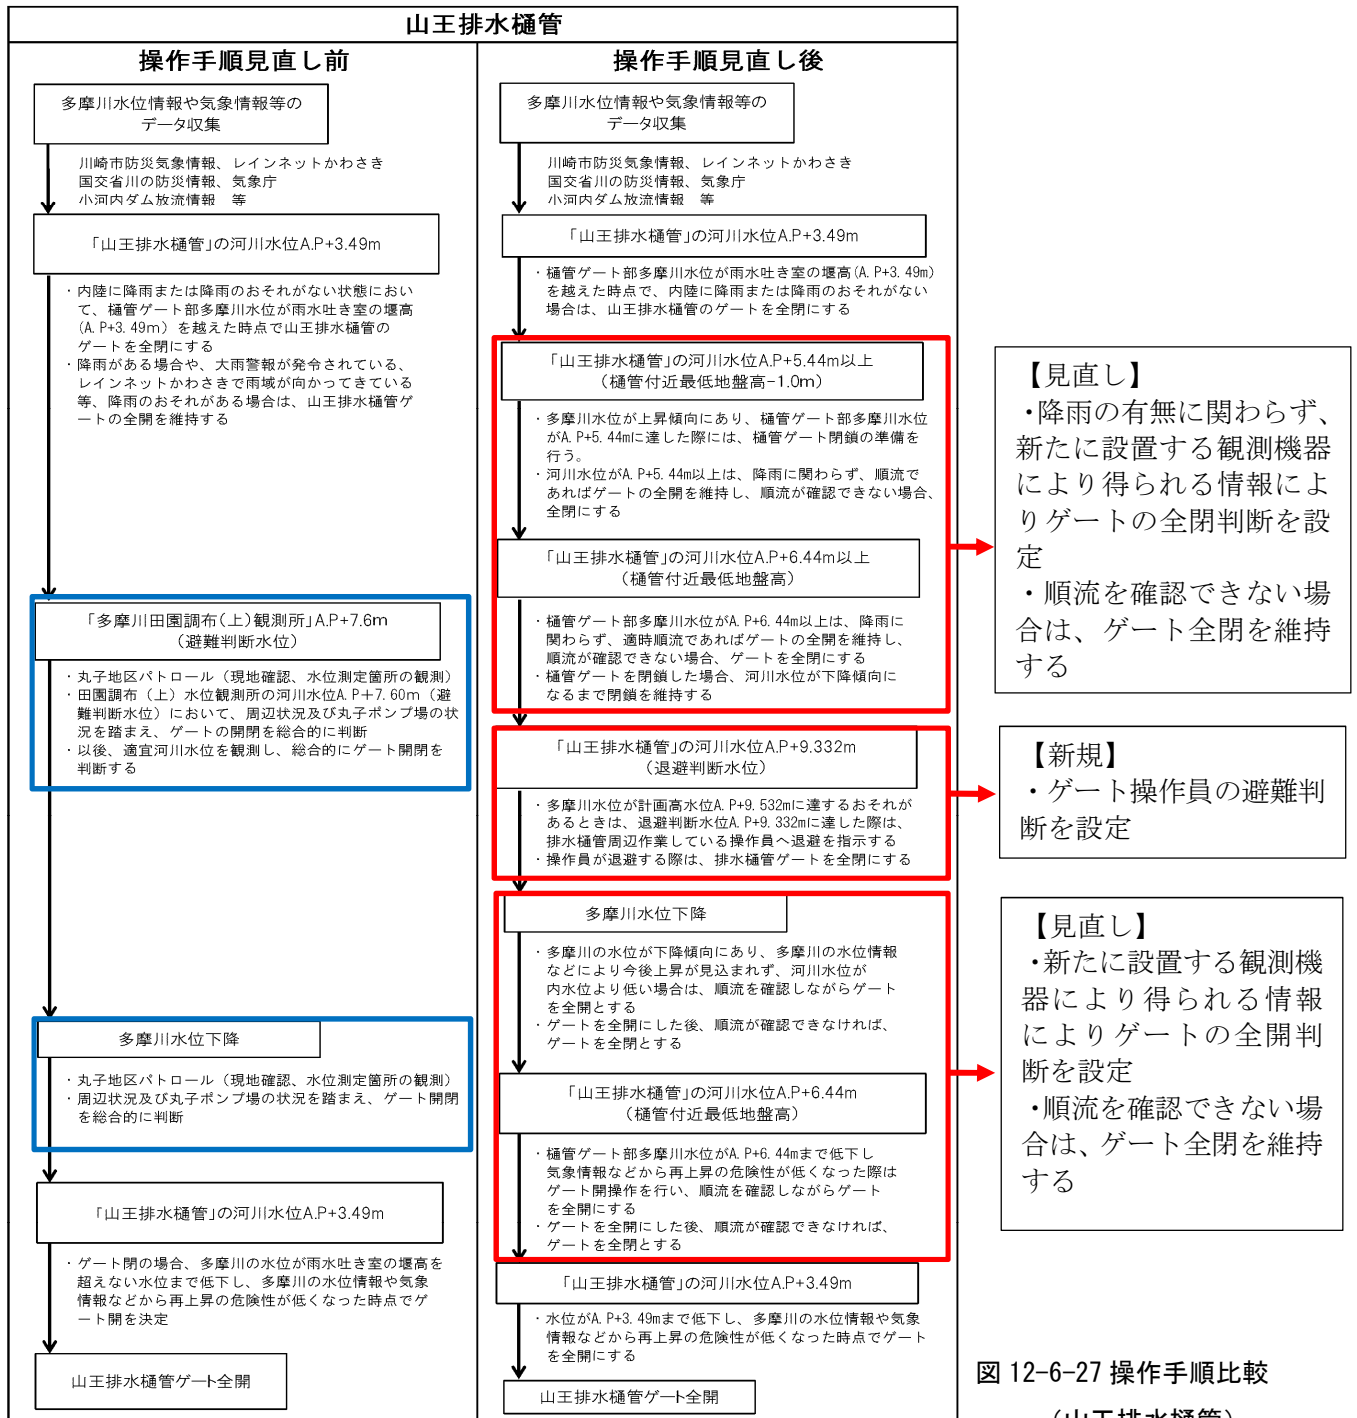 山王排水樋管
操作手順見直し前
多摩川水位情報や気象情報等の
データ収集
川崎市防災気象情報、レインネットかわさき
国交省川の防災情報、気象庁
小河内ダム放流情報　等
「山王排水樋管」の河川水位A.P+3.49m
・内陸に降雨または降雨のおそれがない状態におい
て、樋管ゲート部多摩川水位が雨水吐き室の堰高
(A.P+3.49m)を越えた時点で山王排水樋管の
ゲートを全閉にする
・降雨がある場合や、大雨警報が発令されている、
レインネットかわさきで雨域が向かってきている
等、降雨のおそれがある場合は、山王排水樋管ゲ
ートの全開を維持する
「多摩川田園調布(上)観測所」A.P+7.6m
(避難判断水位)
・丸子地区パトロール（現地確認、水位測定箇所の観測）
・田園調布（上）水位観測所の河川水位A.P+7.60m（避
難判断水位）において、周辺状況及び丸子ポンプ場の状
況を踏まえ、ゲートの開閉を総合的に判断
・以後、適宜河川水位を観測し、総合的にゲート開閉を
判断する
多摩川水位下降
・丸子地区パトロール（現地確認、水位測定箇所の観測）
・周辺状況及び丸子ポンプ場の状況を踏まえ、ゲート開閉
を総合的に判断
「山王排水樋管」の河川水位A.P+3.49m
・ゲート閉の場合、多摩川の水位が雨水吐き室の堰高を
超えない水位まで低下し、多摩川の水位情報や気象
情報などから再上昇の危険性が低くなった時点でゲ
ート開を決定
山王排水樋管ゲート全開
操作手順見直し後
多摩川水位情報や気象情報等の
データ収集
川崎市防災気象情報、レインネットかわさき
国交省川の防災情報、気象庁
小河内ダム放流情報　等
「山王排水樋管」の河川水位A.P+3.49m
・樋管ゲート部多摩川水位が雨水吐き室の堰高(A.P+3.49m)
を越えた時点で、内陸に降雨または降雨のおそれがない
場合は、山王排水樋管のゲートを全閉にする
「山王排水樋管」の河川水位A.P+5.44m以上
（樋管付近最低地盤高-1.0m）
・多摩川水位が上昇傾向にあり、樋管ゲート部多摩川水位
がA.P+5.44mに達した際には、樋管ゲート閉鎖の準備を
行う。
・河川水位がA.P+5.44m以上は、降雨に関わらず、順流で
あればゲートの全開を維持し、順流が確認できない場合、
全閉にする
「山王排水樋管」の河川水位A.P+6.44m以上
（樋管付近最低地盤高）
・樋管ゲート部多摩川水位がA.P+6.44m以上は、降雨に
関わらず、適時順流であればゲートの全開を維持し、
順流が確認できない場合、ゲートを全閉にする
・樋管ゲートを閉鎖した場合、河川水位が下降傾向に
なるまで閉鎖を維持する
「山王排水樋管」の河川水位A.P+9.332m
（退避判断水位）
・多摩川水位が計画高水位A.P+9.532mに達するおそれが
あるときは、退避判断水位A.P+9.332mに達した際は、
排水樋管周辺作業している操作員へ退避を指示する
・操作員が退避する際は、排水樋管ゲートを全閉にする
多摩川水位下降
・多摩川の水位が下降傾向にあり、多摩川の水位情報
などにより今後上昇が見込まれず、河川水位が
内水位より低い場合は、順流を確認しながらゲート
を全開とする
・ゲートを全開にした後、順流が確認できなければ、
ゲートを全閉とする
「山王排水樋管」の河川水位A.P+6.44m
（樋管付近最低地盤高）
・樋管ゲート部多摩川水位がA.P+6.44mまで低下し
気象情報などから再上昇の危険性が低くなった際は
ゲート開操作を行い、順流を確認しながらゲート
を全開にする
・ゲートを全開にした後、順流が確認できなければ、
ゲートを全閉とする
「山王排水樋管」の河川水位A.P+3.49m
・水位がA.P+3.49mまで低下し、多摩川の水位情報や気象
情報などから再上昇の危険性が低くなった時点でゲート
を全開にする
山王排水樋管ゲート全開
【見直し】
・降雨の有無に関わらず、
新たに設置する観測機器
により得られる情報によ
りゲートの全閉判断を設
定
・順流を確認できない場
合は、ゲート全閉を維持
する
【新規】
・ゲート操作員の避難判
断を設定
【見直し】
・新たに設置する観測機
器により得られる情報
によりゲートの全開判
断を設定
・順流を確認できない場
合は、ゲート全閉を維持
する
図 12-6-27 操作手順比較
（山王排水樋管）